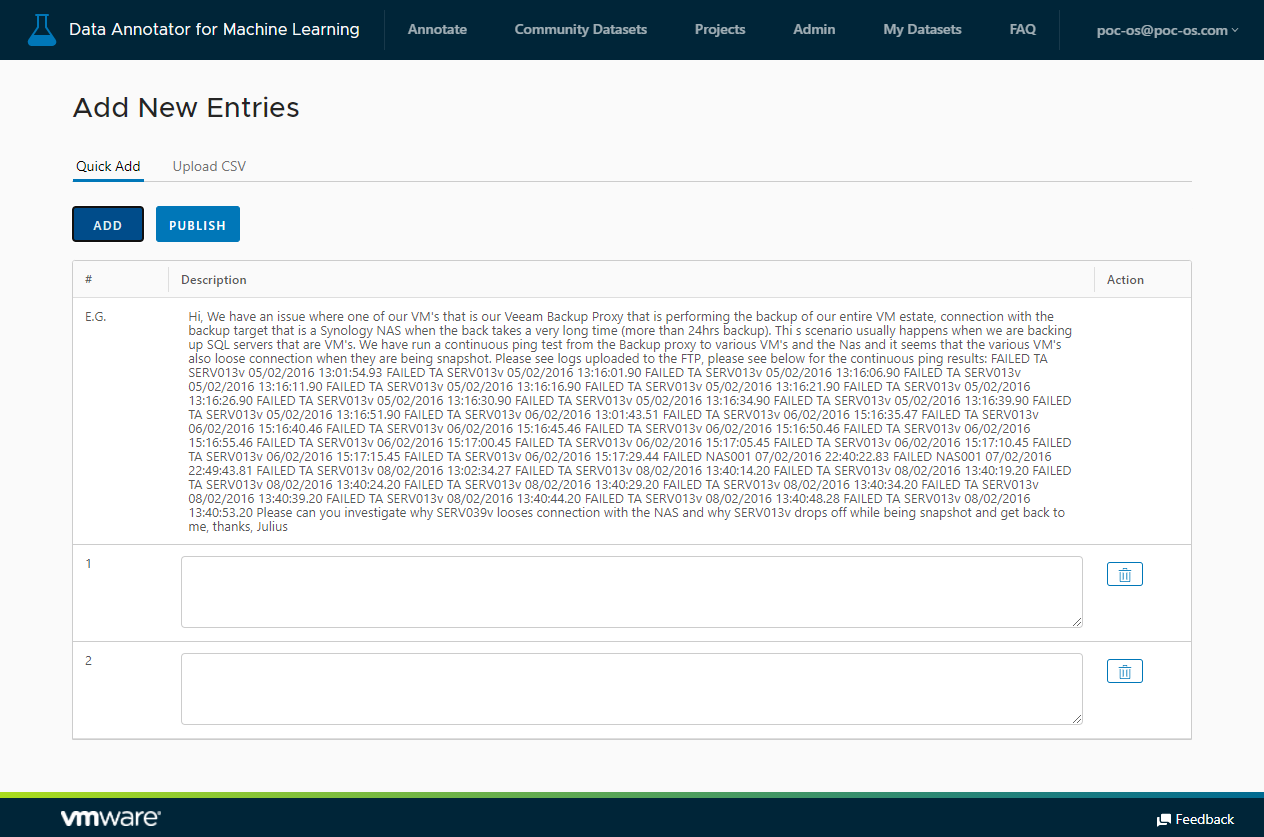 Data Annotator for Machine Learning
Annotate
Community Datasets
Projects
Admin
My Datasets
FAQ
poc-os@poc-os.com
Add New Entries
Quick Add
Upload CSV
ADD
PUBLISH
# Description Action
E.G.
Hi, We have an issue where one of our VM's that is our Veeam Backup Proxy that is performing the backup of our entire VM estate, connection with the
backup target that is a Synology NAS when the back takes a very long time (more than 24hrs backup). Thi s scenario usually happens when we are backing
up SQL servers that are VM's. We have run a continuous ping test from the Backup proxy to various VM's and the Nas and it seems that the various VM's
also loose connection when they are being snapshot. Please see logs uploaded to the FTP, please see below for the continuous ping results: FAILED TA
SERV013v 05/02/2016 13:01:54.93 FAILED TA SERV013v 05/02/2016 13:16:01.90 FAILED TA SERV013v 05/02/2016 13:16:06.90 FAILED TA SERV013v
05/02/2016 13:16:11.90 FAILED TA SERV013v 05/02/2016 13:16:16.90 FAILED TA SERV013v 05/02/2016 13:16:21.90 FAILED TA SERV013v 05/02/2016
13:16:26.90 FAILED TA SERV013v 05/02/2016 13:16:30.90 FAILED TA SERV013v 05/02/2016 13:16:34.90 FAILED TA SERV013v 05/02/2016 13:16:39.90 FAILED
TA SERV013v 05/02/2016 13:16:51.90 FAILED TA SERV013v 06/02/2016 13:01:43.51 FAILED TA SERV013v 06/02/2016 15:16:35.47 FAILED TA SERV013v
06/02/2016 15:16:40.46 FAILED TA SERV013v 06/02/2016 15:16:45.46 FAILED TA SERV013v 06/02/2016 15:16:50.46 FAILED TA SERV013v 06/02/2016
15:16:55.46 FAILED TA SERV013v 06/02/2016 15:17:00.45 FAILED TA SERV013v 06/02/2016 15:17:05.45 FAILED TA SERV013v 06/02/2016 15:17:10.45 FAILED
TA SERV013v 06/02/2016 15:17:15.45 FAILED TA SERV013v 06/02/2016 15:17:29.44 FAILED NAS001 07/02/2016 22:40:22.83 FAILED NAS001 07/02/2016
22:49:43.81 FAILED TA SERV013v 08/02/2016 13:02:34.27 FAILED TA SERV013v 08/02/2016 13:40:14.20 FAILED TA SERV013v 08/02/2016 13:40:19.20 FAILED
TA SERV013v 08/02/2016 13:40:24.20 FAILED TA SERV013v 08/02/2016 13:40:29.20 FAILED TA SERV013v 08/02/2016 13:40:34.20 FAILED TA SERV013v
08/02/2016 13:40:39.20 FAILED TA SERV013v 08/02/2016 13:40:44.20 FAILED TA SERV013v 08/02/2016 13:40:48.28 FAILED TA SERV013v 08/02/2016
13:40:53.20 Please can you investigate why SERV039v looses connection with the NAS and why SERV013v drops off while being snapshot and get back to
me, thanks, Julius
1
2
vmware
Feedback